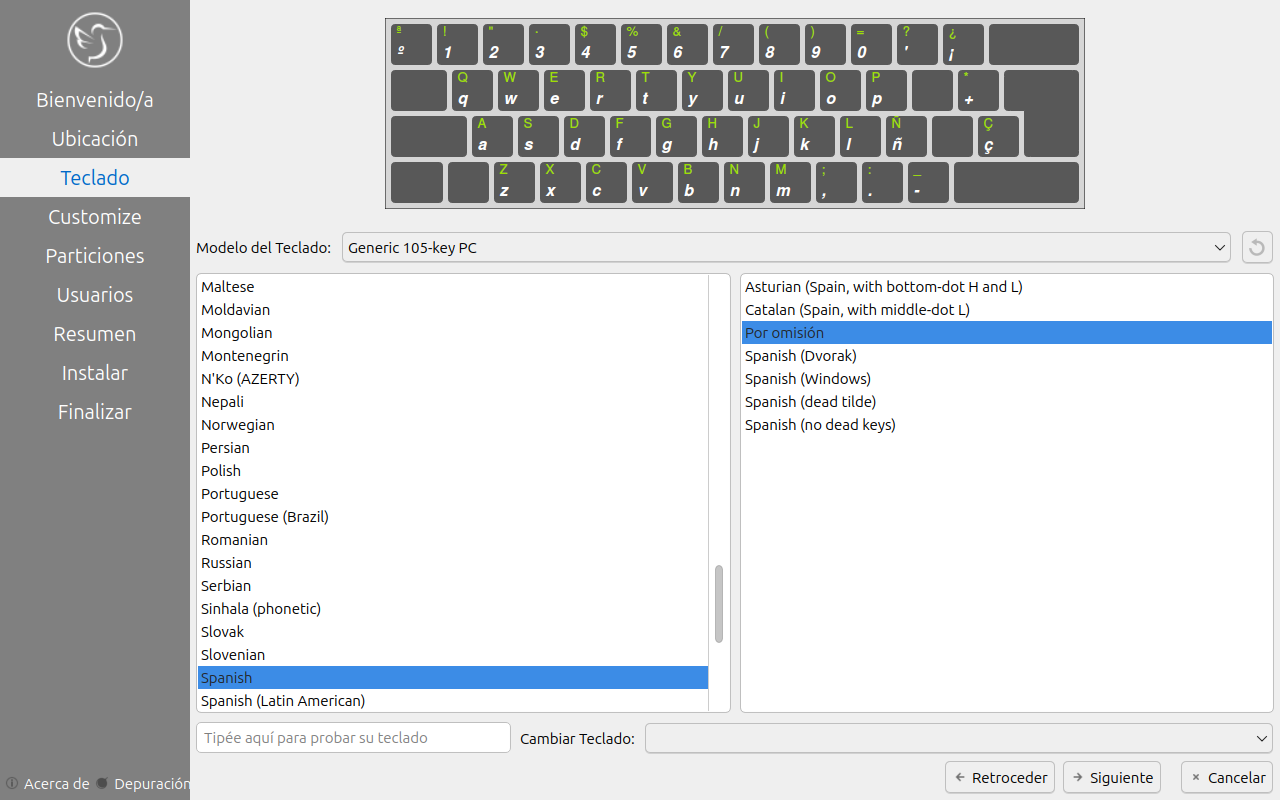 Bienvenido/a
Ubicación
Teclado
Customize
Particiones
Usuarios
Resumen
Instalar
Finalizar
Acerca de
Depuración
ª ! " · $ % & / ( ) = ? ¿
º 1 2 3 4 5 6 7 8 9 0 ' ¡
Q W E R T Y U I O P *
q w e r t y u i o p +
A S D F G H J K L Ñ Ç
a s d f g h j k l ñ ç
Z X C V B N M ; : _
z x c v b n m , . -
Modelo del Teclado: Generic 105-key PC
Maltese
Moldavian
Mongolian
Montenegrin
N'Ko (AZERTY)
Nepali
Norwegian
Persian
Polish
Portuguese
Portuguese (Brazil)
Romanian
Russian
Serbian
Sinhala (phonetic)
Slovak
Slovenian
Spanish
Spanish (Latin American)
Asturian (Spain, with bottom-dot H and L)
Catalan (Spain, with middle-dot L)
Por omisión
Spanish (Dvorak)
Spanish (Windows)
Spanish (dead tilde)
Spanish (no dead keys)
Tipée aquí para probar su teclado
Cambiar Teclado:
Retroceder
Siguiente
Cancelar